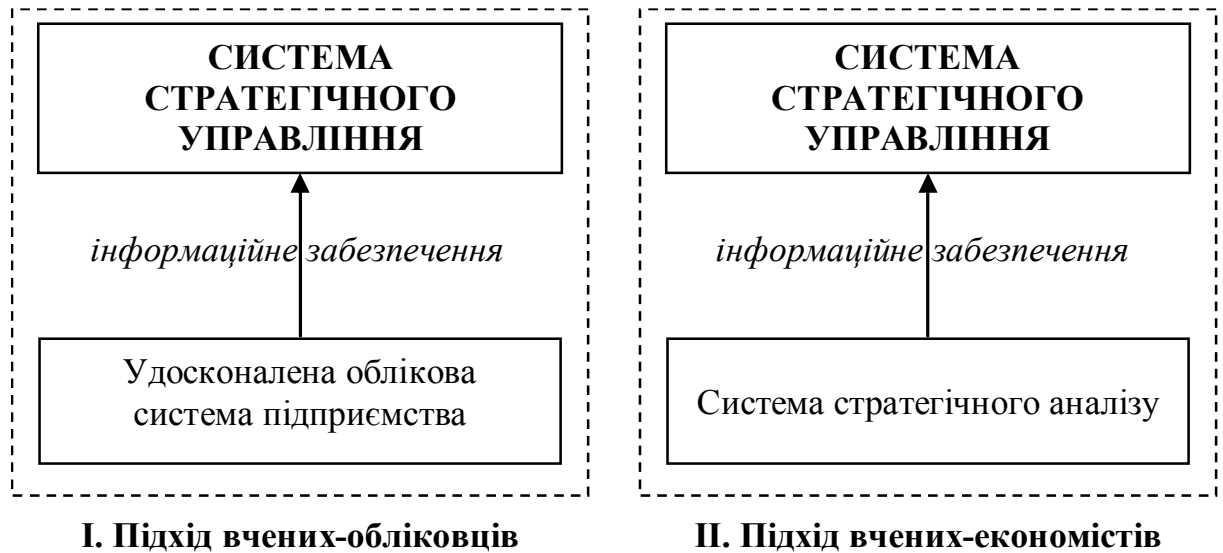 СИСТЕМА
СТРАТЕГІЧНОГО
УПРАВЛІННЯ
інформаційне забезпечення
Удосконалена облікова
система підприємства
І. Підхід вчених-обліковців
СИСТЕМА
СТРАТЕГІЧНОГО
УПРАВЛІННЯ
інформаційне забезпечення
Система стратегічного аналізу
ІІ. Підхід вчених-економістів